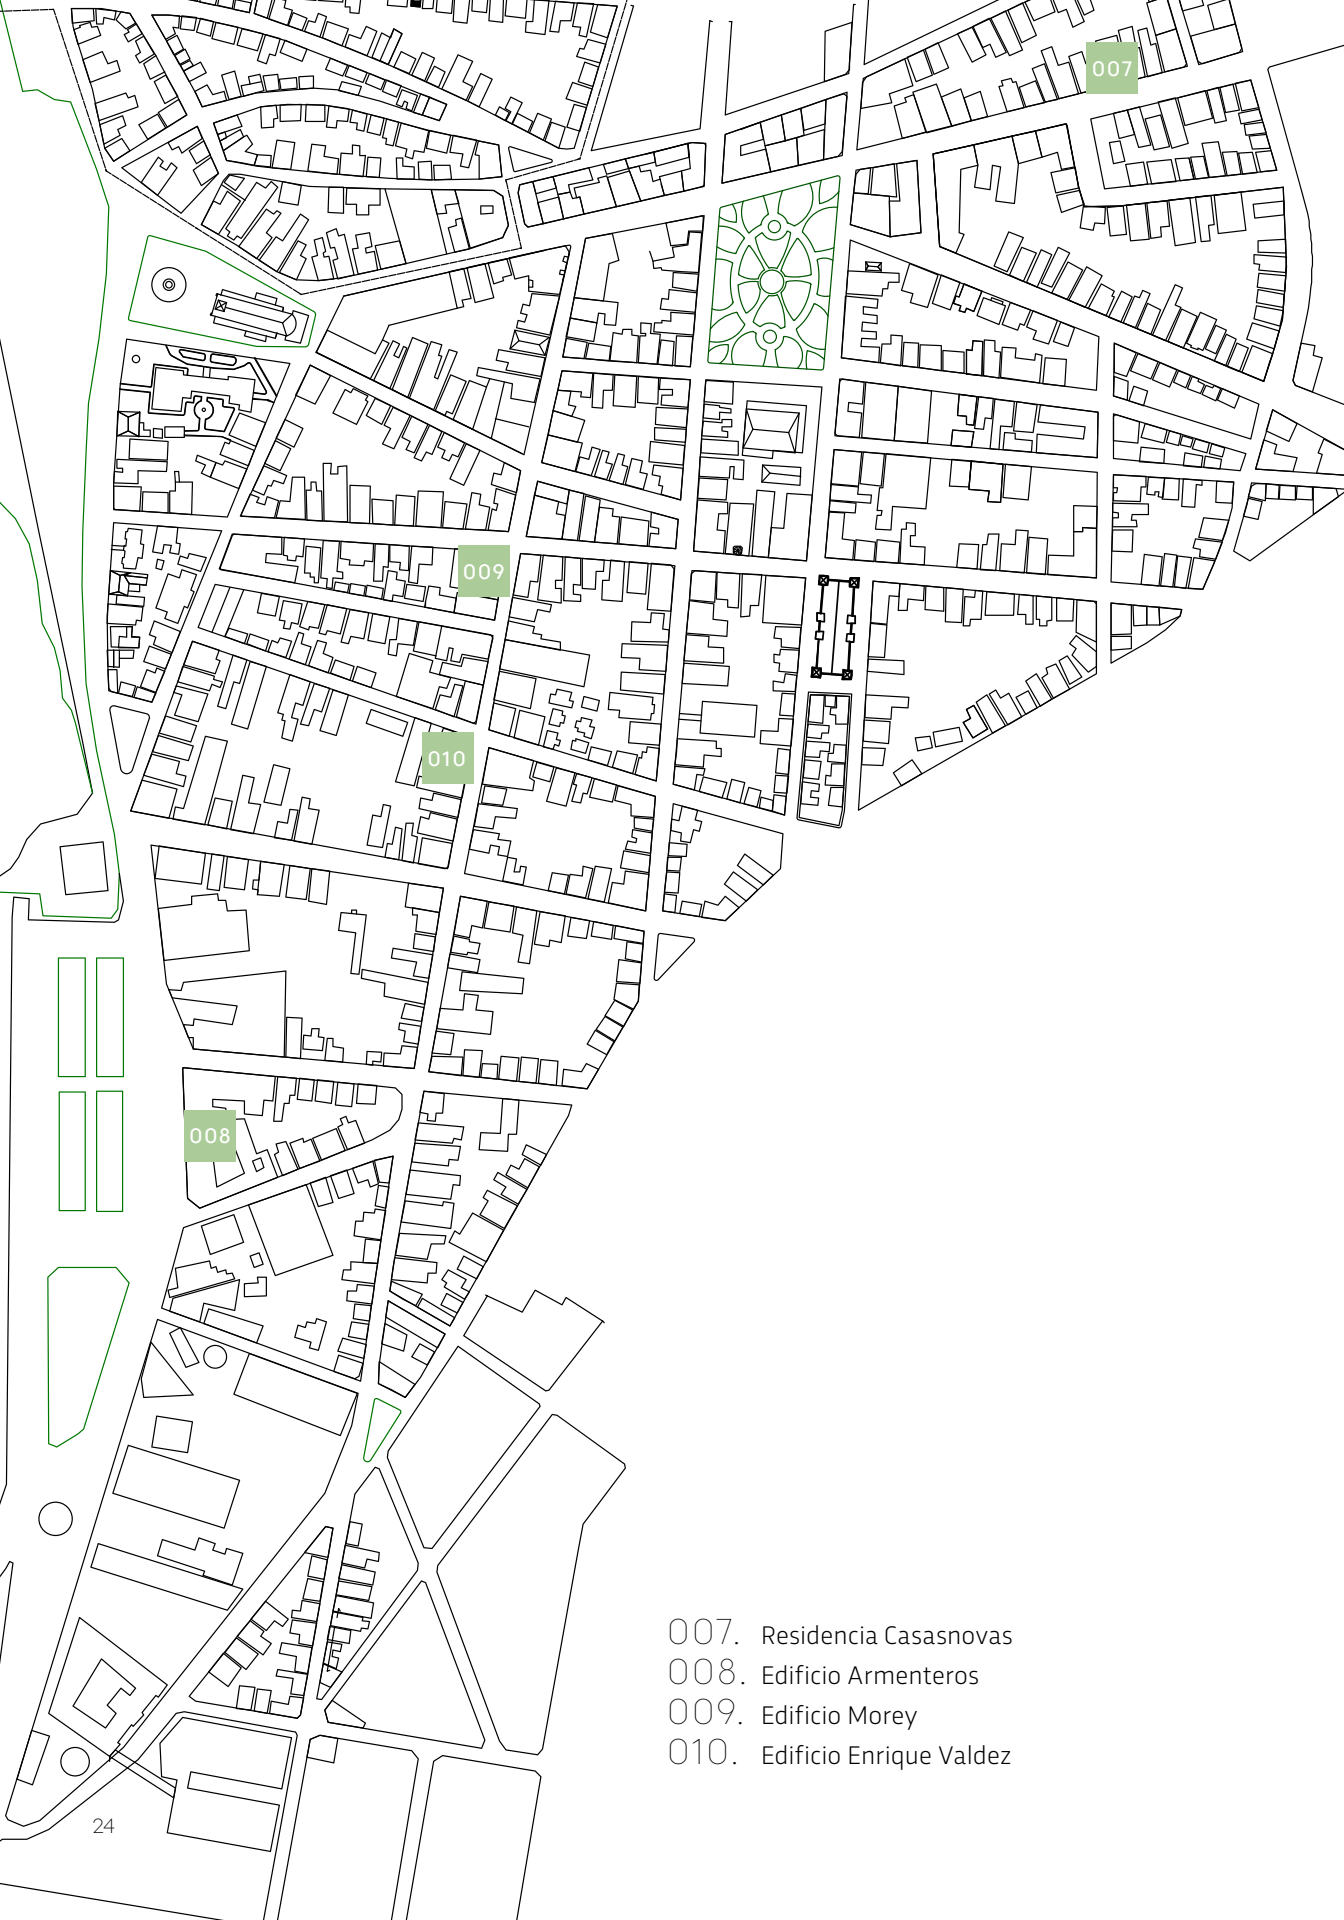 007
009
010
008
007. Residencia Casasnovas
008. Edificio Armenteros
009. Edificio Morey
010. Edificio Enrique Valdez
24